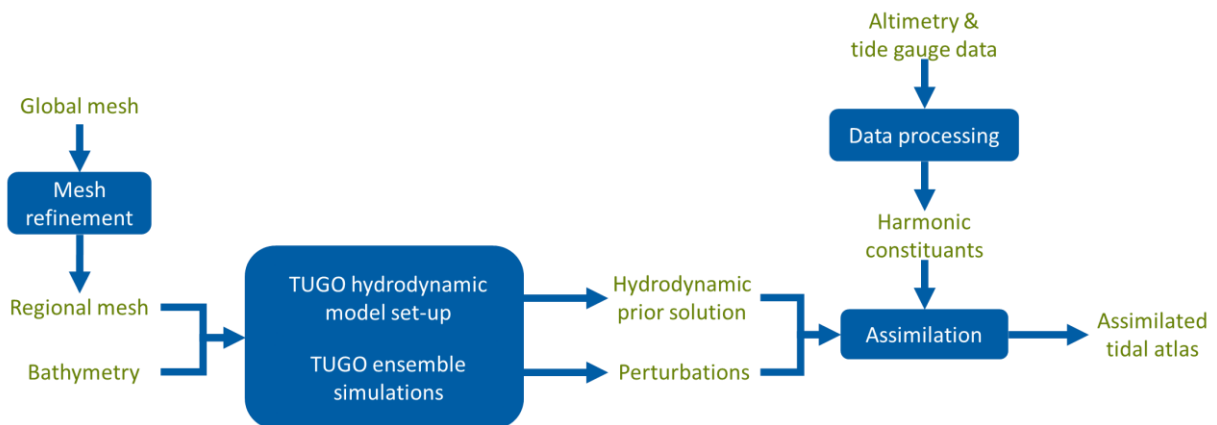 Altimetry &
tide gauge data
Global mesh
Data processing
Mesh
refinement
Harmonic
constituants
TUGO hydrodynamic
model set-up
Hydrodynamic
prior solution
Regional mesh
Assimilation
Assimilated
tidal atlas
Bathymetry
TUGO ensemble
simulations
Perturbations